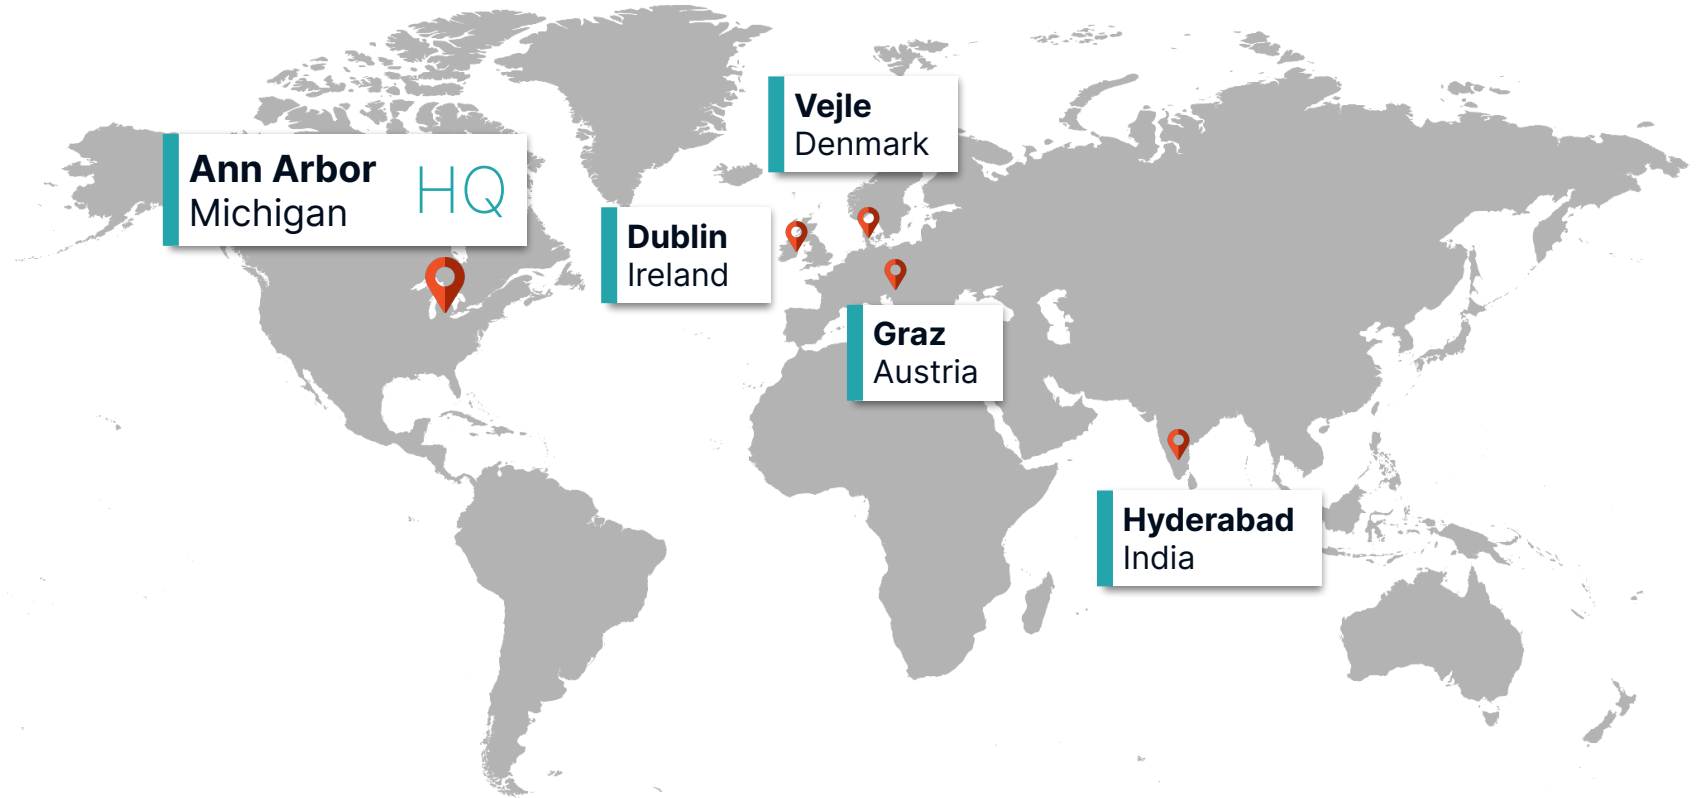 Vejle
Denmark
Ann Arbor
Michigan
HQ
Dublin
Ireland
Graz
Austria
Hyderabad
India